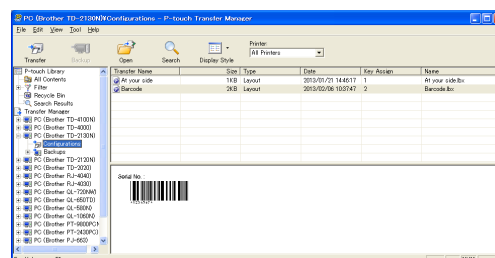 PC (Brother TD-2130N)¥Configurations - P-touch Transfer Manager
File Edit View Tool Help
Transfer Backup Open Search Display Style
Printer:
All Printers
P-touch Library
All Contents
Filter
Recycle Bin
Search Results
Transfer Manager
PC (Brother TD-4100N)
PC (Brother TD-4000)
PC (Brother TD-2130N)
Configurations
Backups
PC (Brother TD-2120N)
PC (Brother TD-2020)
PC (Brother RJ-4040)
PC (Brother RJ-4030)
PC (Brother QL-720NW)
PC (Brother QL-650TD)
PC (Brother QL-580N)
PC (Brother QL-1060N)
PC (Brother PT-9800PCN
PC (Brother PT-2430PC)
PC (Brother PJ-663)
Transfer Name Size Type Date Key Assign Name
At your side 1KB Layout 2013/01/21 14:46:17 1 At your side.lbx
Barcode 2KB Layout 2013/02/06 10:37:47 2 Barcode.lbx
Serial No. :